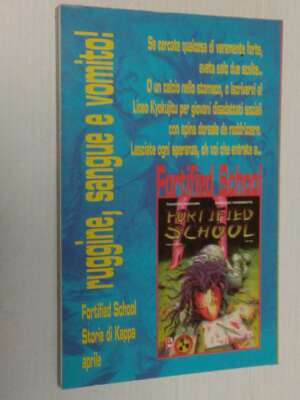 ruggine, sangue e vomito!
Se cercate qualcosa di veramente forte,
avete solo due scelte...
O un calcio nello stomaco, o iscrivervi al
Liceo Kyokujitu per giovani disadattati sociali
con spina dorsale da raddrizzare.
Lasciate ogni speranza, oh voi che entrate a...
Fortified School
FORTIFIED
SCHOOL
Fortified School
Storie di Kappa
aprile